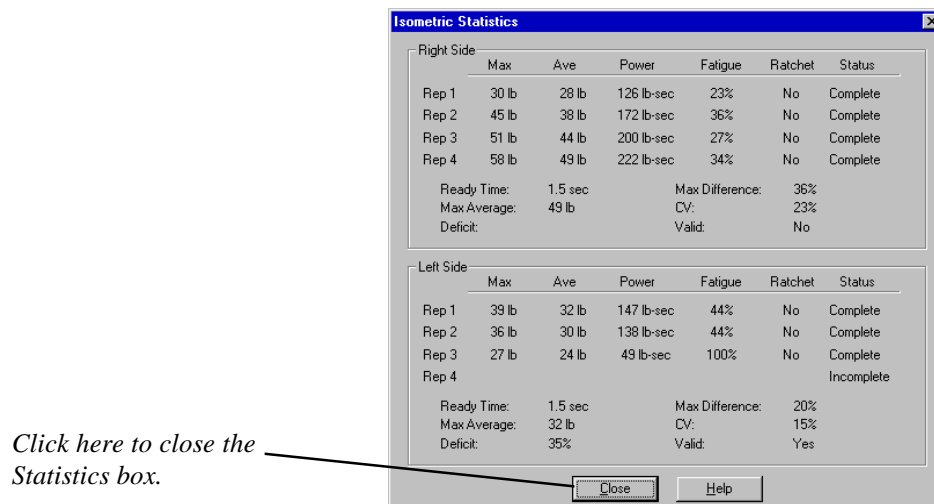 Isometric Statistics
Right Side
Max Ave Power Fatigue Ratchet Status
Rep 1 30 lb 28 lb 126 lb-sec 23% No Complete
Rep 2 45 lb 38 lb 172 lb-sec 36% No Complete
Rep 3 51 lb 44 lb 200 lb-sec 27% No Complete
Rep 4 58 lb 49 lb 222 lb-sec 34% No Complete
Ready Time: 1.5 sec Max Difference: 36%
Max Average: 49 lb CV: 23%
Deficit: Valid: No
Left Side
Max Ave Power Fatigue Ratchet Status
Rep 1 39 lb 32 lb 147 lb-sec 44% No Complete
Rep 2 36 lb 30 lb 138 lb-sec 44% No Complete
Rep 3 27 lb 24 lb 49 lb-sec 100% No Complete
Rep 4 Incomplete
Ready Time: 1.5 sec Max Difference: 20%
Max Average: 32 lb CV: 15%
Deficit: 35% Valid: Yes
Click here to close the
Statistics box.
Close Help